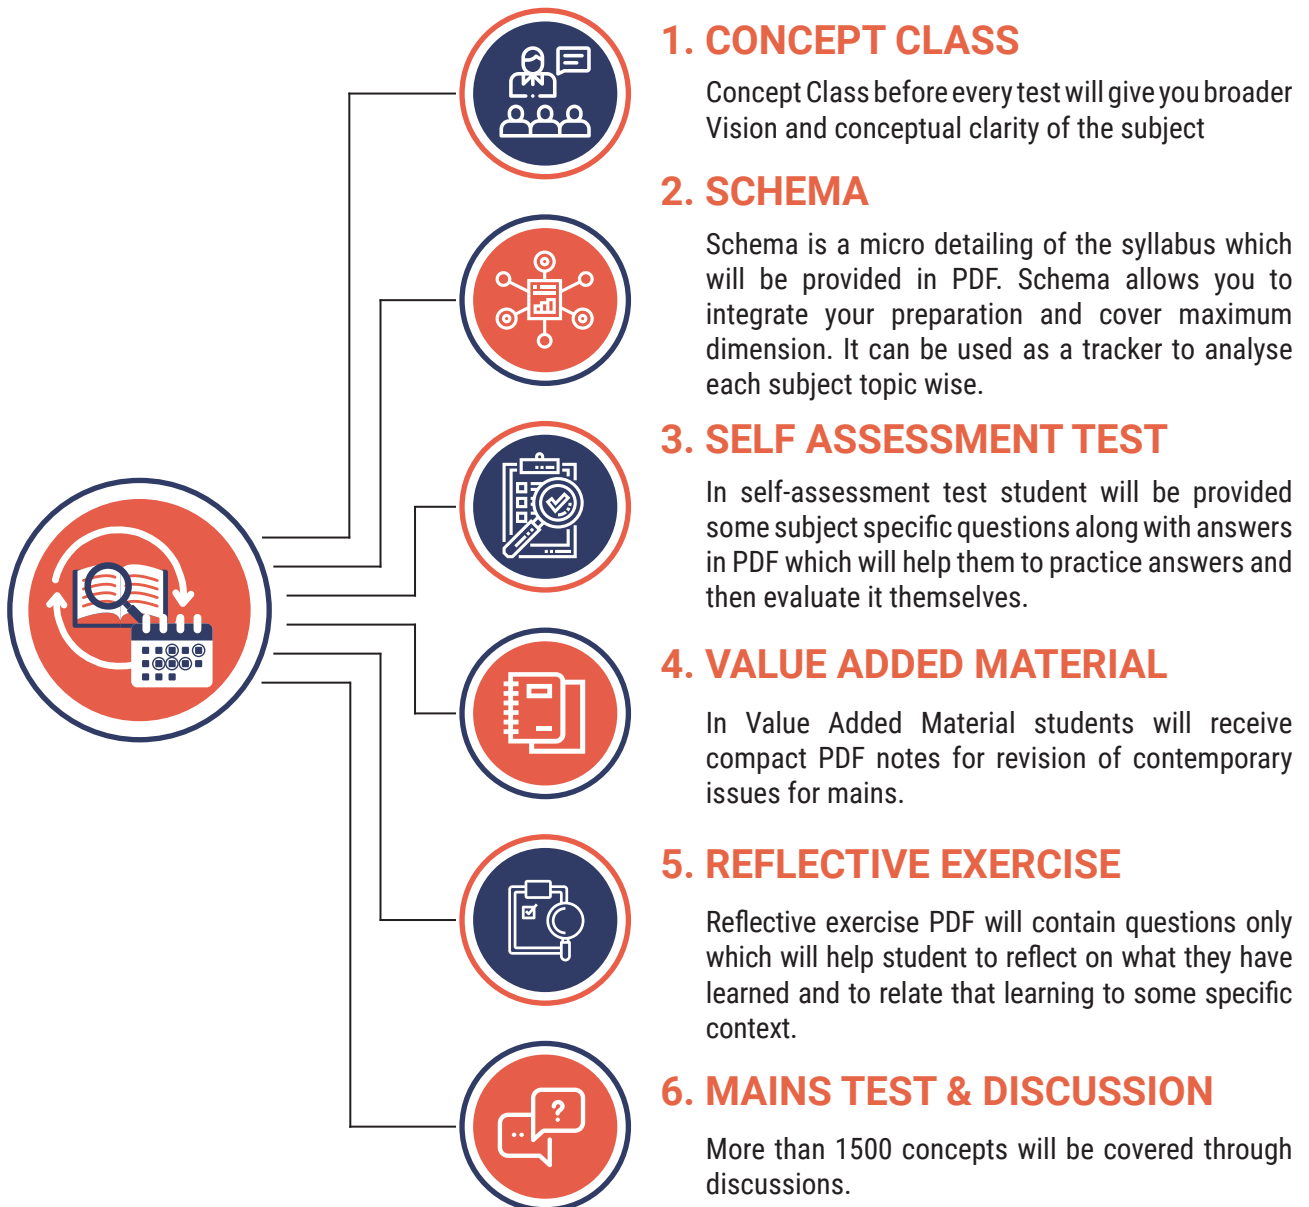 1. CONCEPT CLASS
Concept Class before every test will give you broader
Vision and conceptual clarity of the subject
2. SCHEMA
Schema is a micro detailing of the syllabus which
will be provided in PDF. Schema allows you to
integrate your preparation and cover maximum
dimension. It can be used as a tracker to analyse
each subject topic wise.
3. SELF ASSESSMENT TEST
In self-assessment test student will be provided
some subject specific questions along with answers
in PDF which will help them to practice answers and
then evaluate it themselves.
4. VALUE ADDED MATERIAL
In Value Added Material students will receive
compact PDF notes for revision of contemporary
issues for mains.
5. REFLECTIVE EXERCISE
Reflective exercise PDF will contain questions only
which will help student to reflect on what they have
learned and to relate that learning to some specific
context.
6. MAINS TEST & DISCUSSION
More than 1500 concepts will be covered through
discussions.